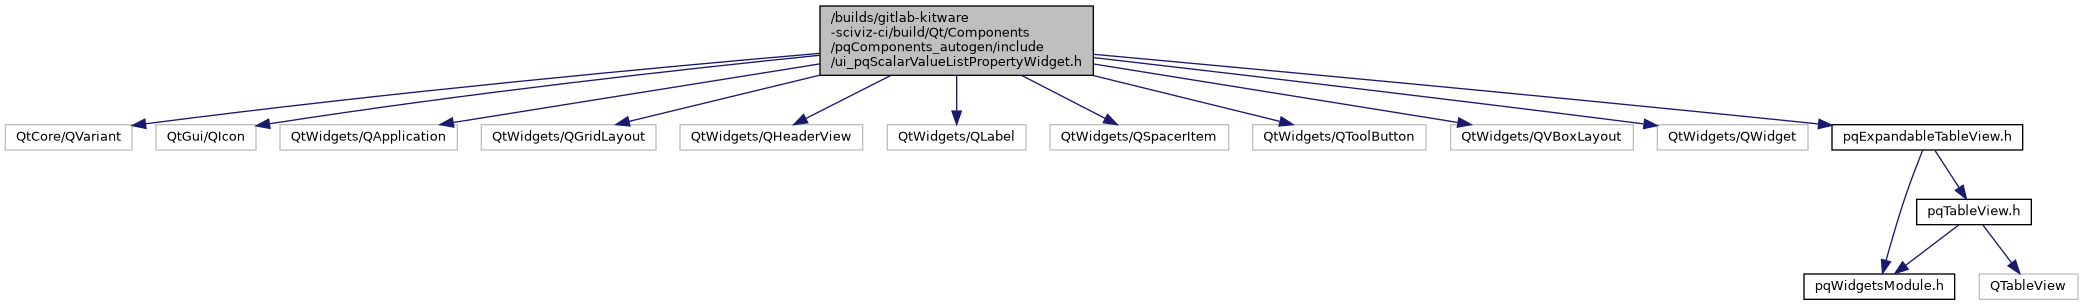 /builds/gitlab-kitware
-sciviz-ci/build/Qt/Components
/pqComponents_autogen/include
/ui_pqScalarValueListPropertyWidget.h
QtCore/QVariant
QtGui/QIcon
QtWidgets/QApplication
QtWidgets/QGridLayout
QtWidgets/QHeaderView
QtWidgets/QLabel
QtWidgets/QSpacerItem
QtWidgets/QToolButton
QtWidgets/QVBoxLayout
QtWidgets/QWidget
pqExpandableTableView.h
pqTableView.h
pqWidgetsModule.h
QTableView